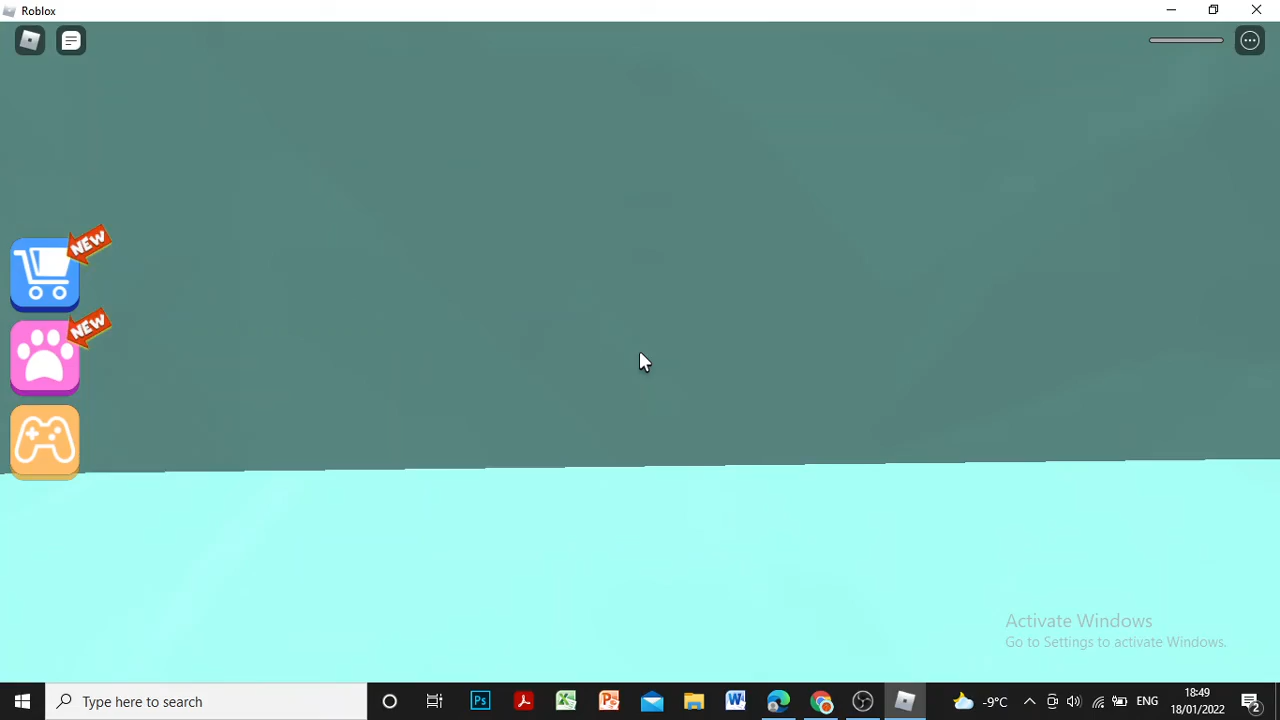 Roblox
NEW
NEW
Activate Windows
Go to Settings to activate Windows.
Type here to search
-9°C
ENG
18:49
18/01/2022
2